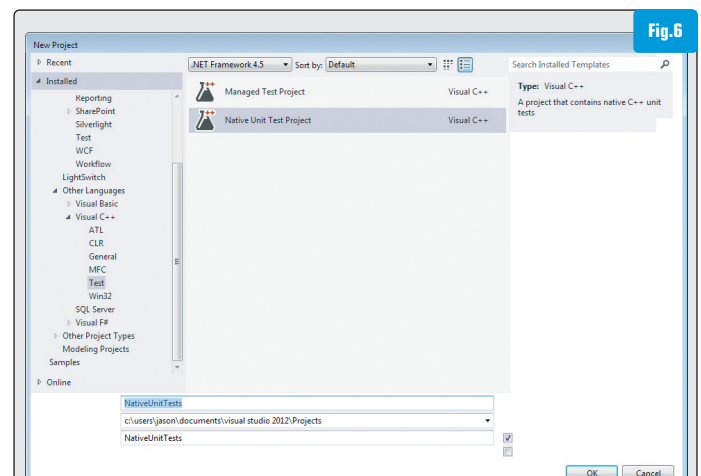 Fig.6
New Project
Recent
.NET Framework 4.5
Sort by: Default
Search Installed Templates
Installed
Reporting
SharePoint
Silverlight
Test
WCF
Workflow
LightSwitch
Other Languages
Visual Basic
Visual C++
ATL
CLR
General
MFC
Test
Win32
SQL Server
Visual F#
Other Project Types
Modeling Projects
Samples
Online
Managed Test Project Visual C++
Native Unit Test Project Visual C++
Type: Visual C++
A project that contains native C++ unit
tests
NativeUnitTests
c:\users\jason\documents\visual studio 2012\Projects
NativeUnitTests
OK Cancel